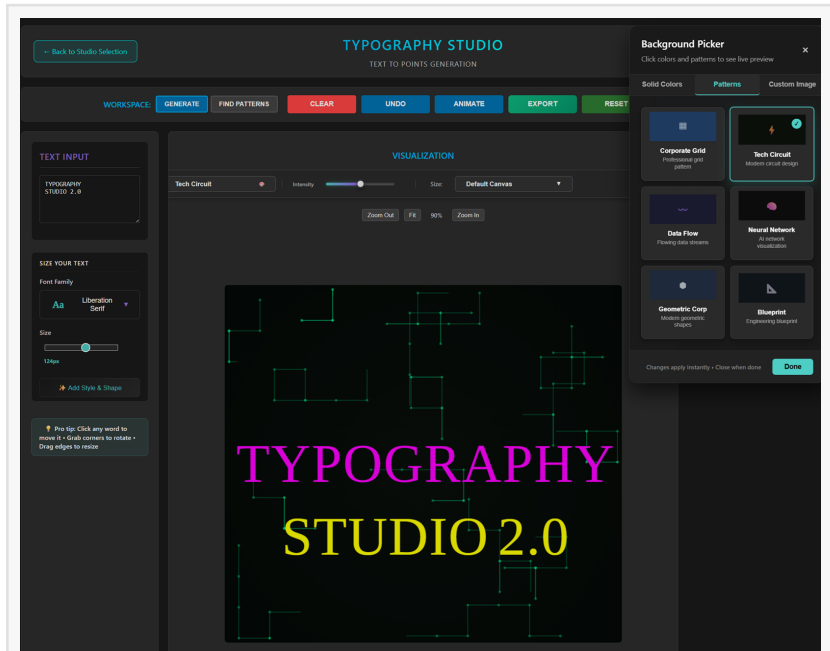 ← Back to Studio Selection
TYPOGRAPHY STUDIO
TEXT TO POINTS GENERATION
WORKSPACE:
GENERATE
FIND PATTERNS
CLEAR
UNDO
ANIMATE
EXPORT
RESET
TEXT INPUT
TYPOGRAPHY
STUDIO 2.0
SIZE YOUR TEXT
Font Family
Aa
Liberation
Serif
▼
Size
124px
✨ Add Style & Shape
💡 Pro tip: Click any word to
move it • Grab corners to rotate •
Drag edges to resize
VISUALIZATION
Tech Circuit
Intensity
Size:
Default Canvas
▼
Zoom Out
Fit
90%
Zoom In
TYPOGRAPHY
STUDIO 2.0
Background Picker
×
Click colors and patterns to see live preview
Solid Colors
Patterns
Custom Image
Corporate Grid
Professional grid
pattern
Tech Circuit
Modern circuit design
Data Flow
Flowing data streams
Neural Network
AI network
visualization
Geometric Corp
Modern geometric
shapes
Blueprint
Engineering blueprint
Changes apply instantly • Close when done
Done